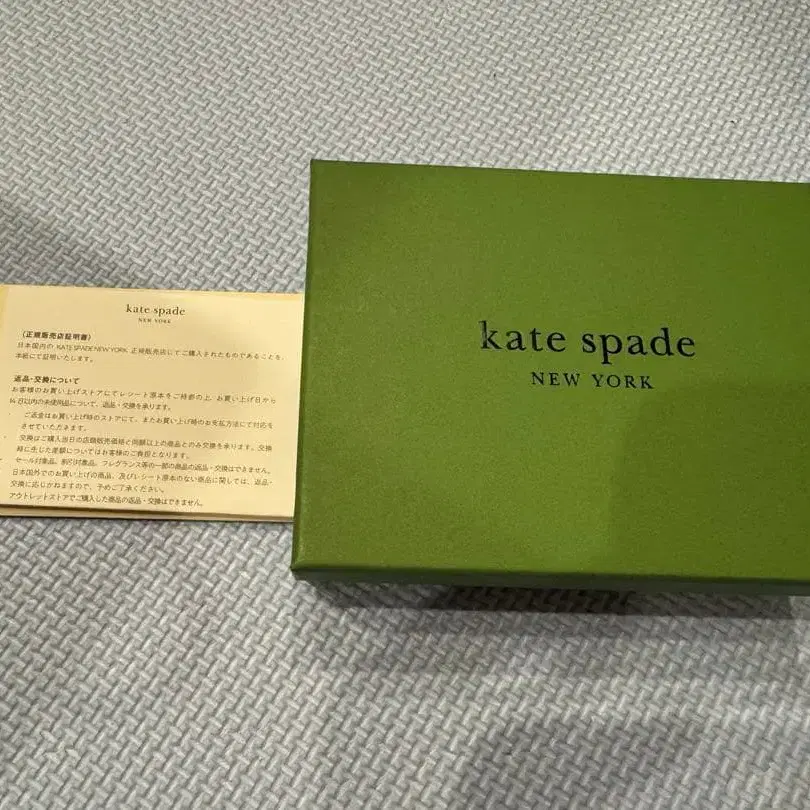 kate spade
NEW YORK
(正規販売店証明書)
日本国内の KATE SPADE NEW YORK 正規販売店にてご購入されたものであることを、
本紙にて証明いたします。
返品・交換について
お客様のお買い上げストアにてレシート原本をご持参の上、お買い上げ日から
14日以内の未使用品について、返品・交換を承ります。
ご返金はお買い上げ時のストアにて、またお買い上げ時のお支払方法にて対応を
させていただきます。
交換はご購入当日の店頭販売価格と同額以上の商品とのみ交換を承ります。交換
時に生じた差額についてはお客様のご負担となります。
セール対象品、割引対象品、フレグランス等の一部の商品の返品・交換はできません。
日本国外でのお買い上げの商品、及びレシート原本のない商品に関しては、返品・
交換に応じかねますので、予めご了承ください。
アウトレットストアでご購入した商品の返品・交換はできません。
kate spade
NEW YORK